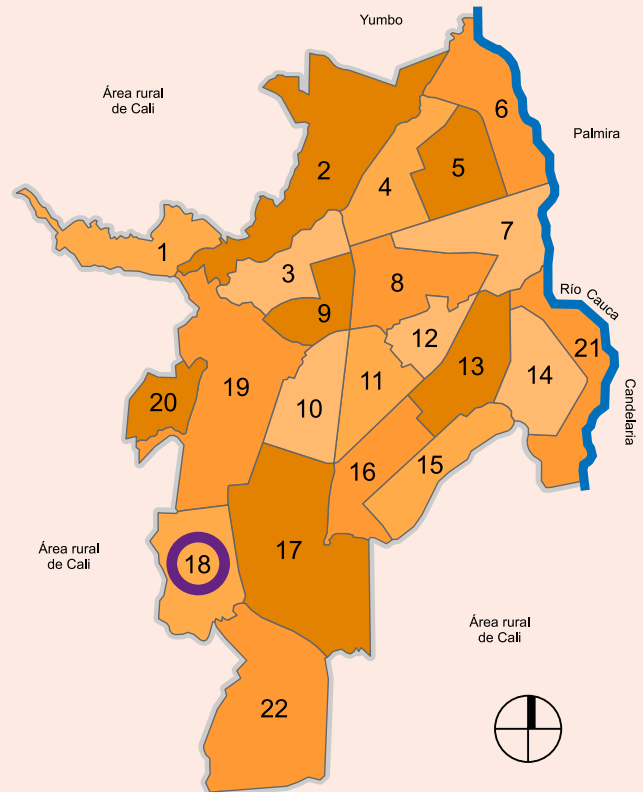 Yumbo
Área rural
de Cali
6
Palmira
2
5
4
7
1
3
8
Río Cauca
9
12
21
13
14
11
19
20
10
Candelaria
15
16
17
Área rural
de Cali
18
Área rural
de Cali
22